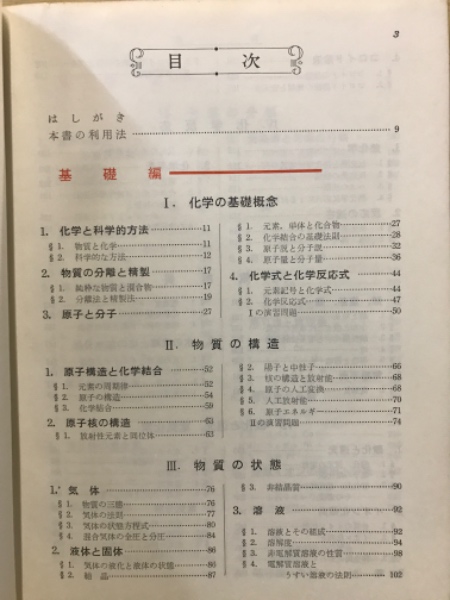 3
目次
はしがき
本書の利用法 9
基礎編
I. 化学の基礎概念
1. 化学と科学的方法 11
§1. 物質と化学 11
§2. 科学的な方法 12
2. 物質の分離と精製 17
§1. 純粋な物質と混合物 17
§2. 分離法と精製法 19
3. 原子と分子 27
§1. 元素，単体と化合物 27
§2. 化学結合の基礎法則 28
§3. 原子説と分子説 32
§4. 原子量と分子量 36
4. 化学式と化学反応式 44
§1. 元素記号と化学式 44
§2. 化学反応式 47
Iの演習問題 50
II. 物質の構造
1. 原子構造と化学結合 52
§1. 元素の周期律 52
§2. 原子の構造 54
§3. 化学結合 59
2. 原子核の構造 63
§1. 放射性元素と同位体 63
§2. 陽子と中性子 66
§3. 核の構造と放射能 68
§4. 原子の人工変換 68
§5. 人工放射能 70
§6. 原子エネルギ 71
IIの演習問題 74
III. 物質の状態
1. 気体 76
§1. 物質の三態 76
§2. 気体の法則 77
§3. 気体の状態方程式 80
§4. 混合気体の全圧と分圧 84
2. 液体と固体 86
§1. 気体の液化と液体の状態 86
§2. 結晶 87
§3. 非結晶質 90
3. 溶液 92
§1. 溶液とその組成 92
§2. 溶解度 94
§3. 非電解質溶液の性質 98
§4. 電解質溶液と
うすい溶液の法則 102